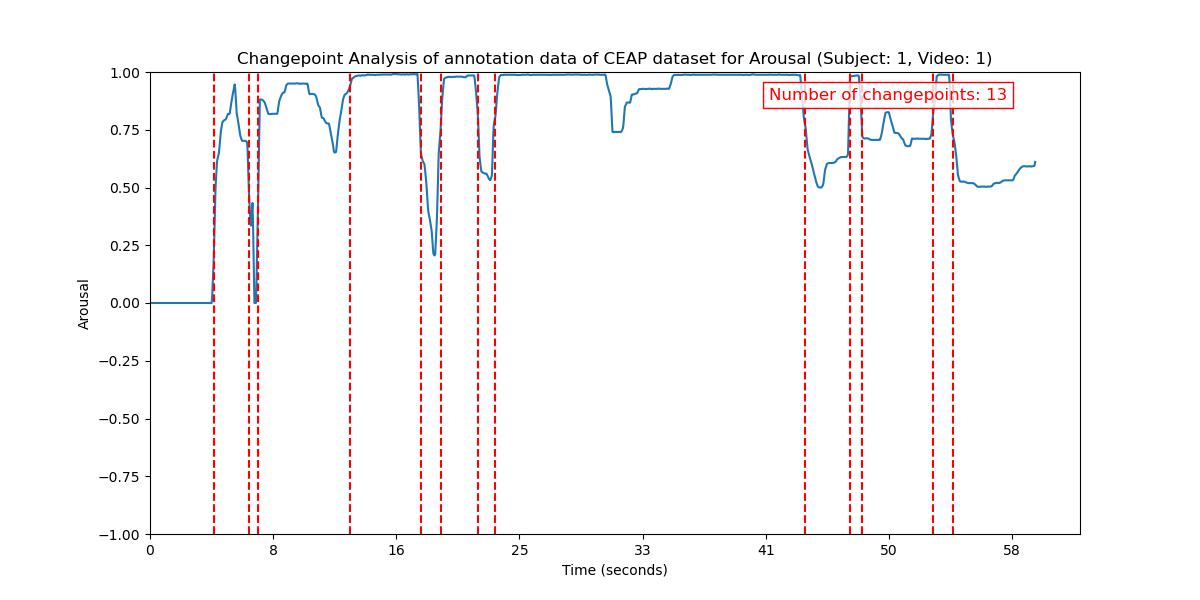 Changepoint Analysis of annotation data of CEAP dataset for Arousal (Subject: 1, Video: 1)
Number of changepoints: 13
1.00
0.75
0.50
0.25
0.00
−0.25
−0.50
−0.75
−1.00
Arousal
0 8 16 25 33 41 50 58
Time (seconds)